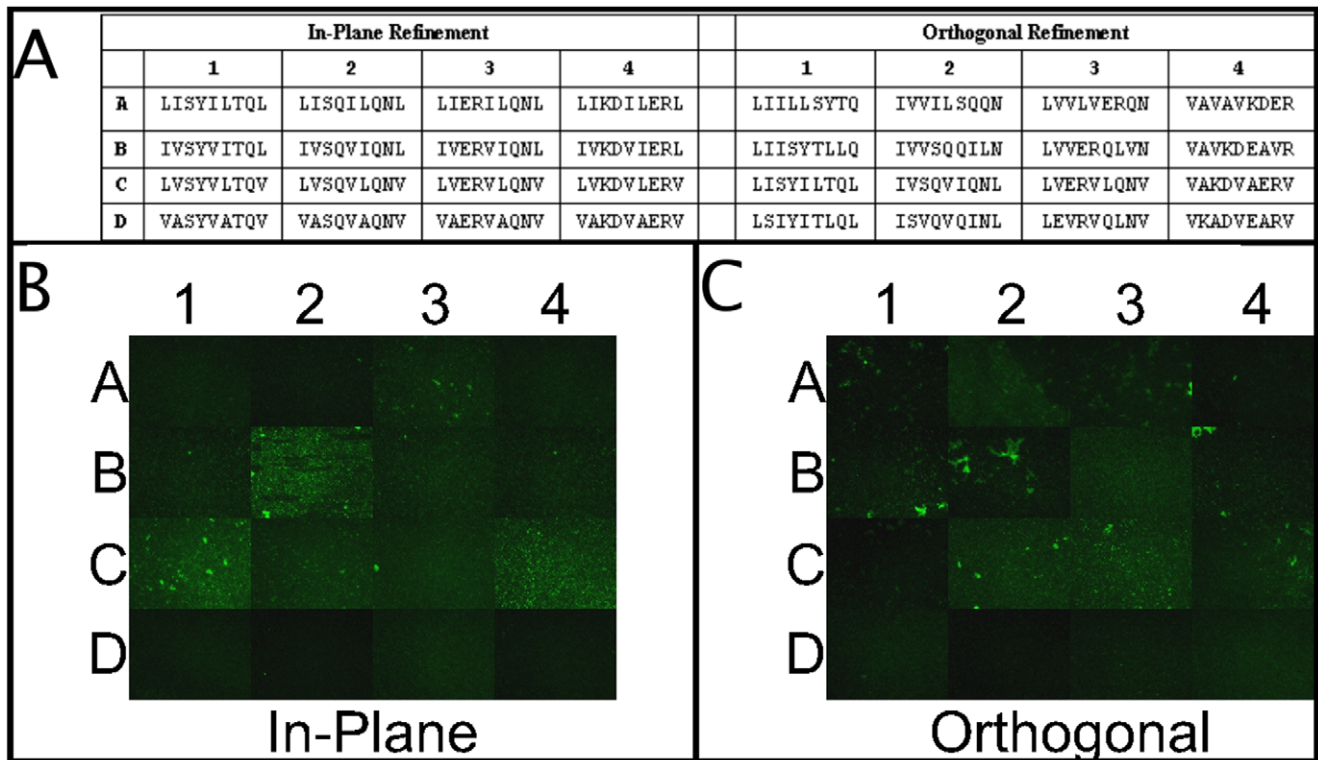 A
In-Plane Refinement Orthogonal Refinement
1 2 3 4 1 2 3 4
A LISYILTQL LISQILQNL LIERILQNL LIKDILERL LIILLSYTQ IVVILSQQN LVVLVERQN VAVAVKDER
B IVSYVITQL IVSQVIQNL IVERVIQNL IVKDVIERL LIISYTLLQ IVVSQQILN LVVERQLVN VAVKDEAVR
C LVSYVLTQV LVSQVLQNV LVERVLQNV LVKDVLERV LISYILTQL IVSQVIQNL LVERVLQNV VAKDVAERV
D VASYVATQV VASQVAQNV VAERVAQNV VAKDVAERV LSIYITLQL ISVQVQINL LEVRVQLNV VKADVEARV
B
1 2 3 4
A
B
C
D
In-Plane
C
1 2 3 4
A
B
C
D
Orthogonal